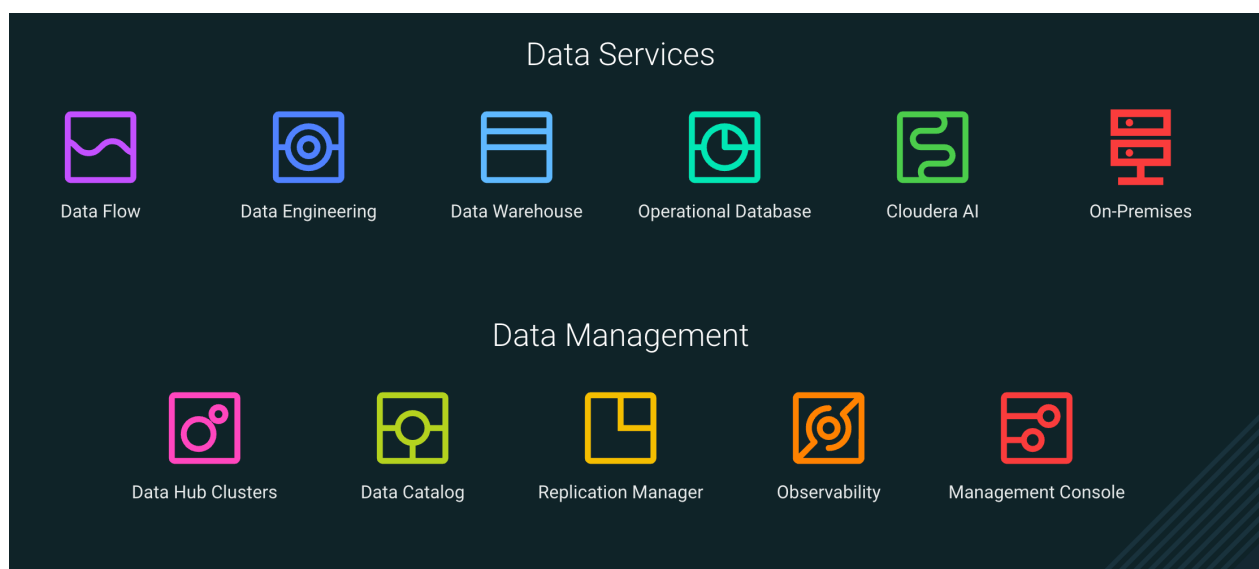 Data Services
Data Flow
Data Engineering
Data Warehouse
Operational Database
Cloudera AI
On-Premises
Data Management
Data Hub Clusters
Data Catalog
Replication Manager
Observability
Management Console